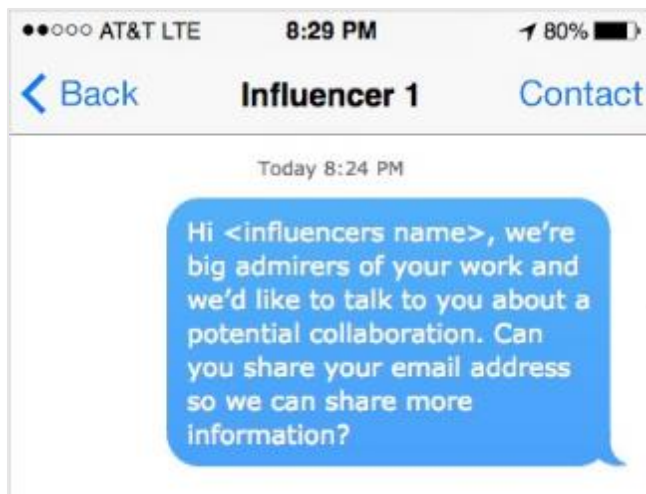 AT&T LTE 8:29 PM 80%
Back Influencer 1 Contact
Today 8:24 PM
Hi <influencers name>, we're
big admirers of your work and
we'd like to talk to you about a
potential collaboration. Can
you share your email address
so we can share more
information?